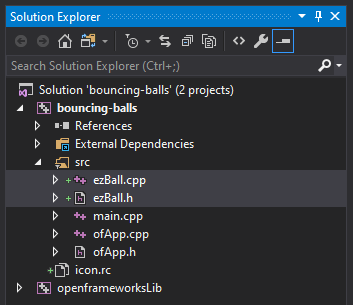 Solution Explorer
Search Solution Explorer (Ctrl+;)
Solution 'bouncing-balls' (2 projects)
bouncing-balls
References
External Dependencies
src
ezBall.cpp
ezBall.h
main.cpp
ofApp.cpp
ofApp.h
icon.rc
openframeworksLib